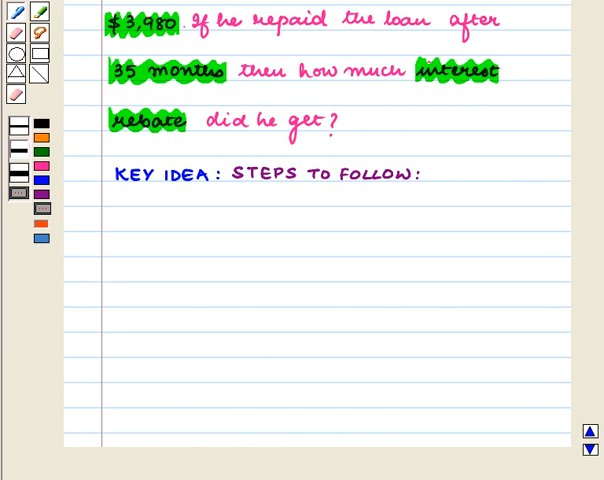 $3,980. If he repaid the loan after
35 months then how much interest
rebate did he get?
KEY IDEA: STEPS TO FOLLOW: